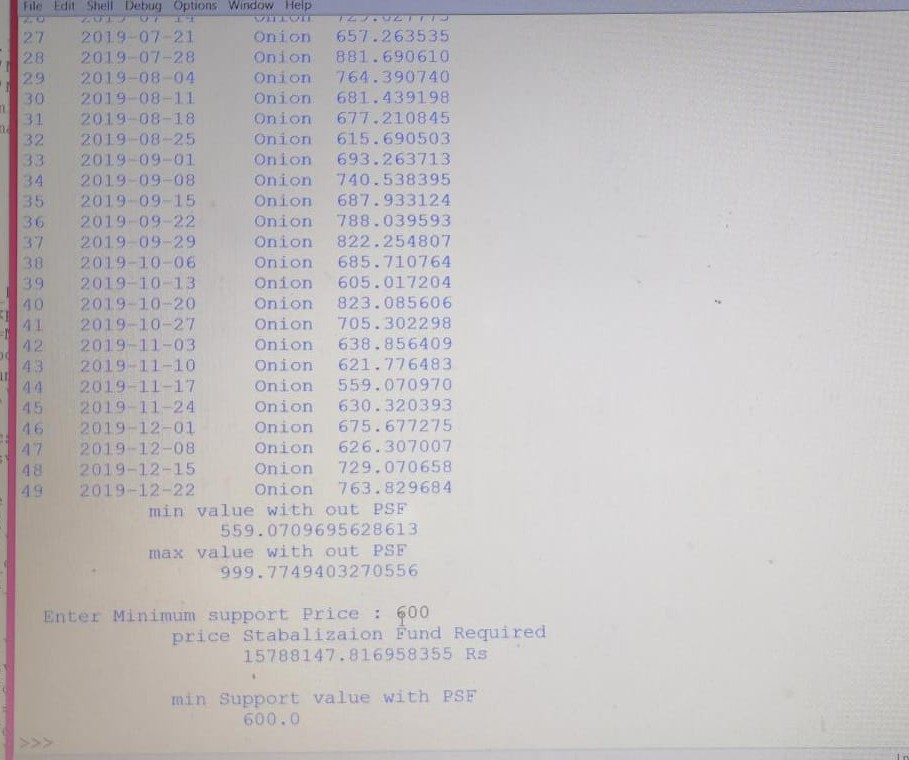 File Edit Shell Debug Options Window Help
27 2019-07-21 Onion 657.263535
28 2019-07-28 Onion 881.690610
29 2019-08-04 Onion 764.390740
30 2019-08-11 Onion 681.439198
31 2019-08-18 Onion 677.210845
32 2019-08-25 Onion 615.690503
33 2019-09-01 Onion 693.263713
34 2019-09-08 Onion 740.538395
35 2019-09-15 Onion 687.933124
36 2019-09-22 Onion 788.039593
37 2019-09-29 Onion 822.254807
38 2019-10-06 Onion 685.710764
39 2019-10-13 Onion 605.017204
40 2019-10-20 Onion 823.085606
41 2019-10-27 Onion 705.302298
42 2019-11-03 Onion 638.856409
43 2019-11-10 Onion 621.776483
44 2019-11-17 Onion 559.070970
45 2019-11-24 Onion 630.320393
46 2019-12-01 Onion 675.677275
47 2019-12-08 Onion 626.307007
48 2019-12-15 Onion 729.070658
49 2019-12-22 Onion 763.829684
min value with out PSF
559.0709695628613
max value with out PSF
999.7749403270556
Enter Minimum support Price : 600
price Stabalizaion Fund Required
15788147.816958355 Rs
min Support value with PSF
600.0
>>>